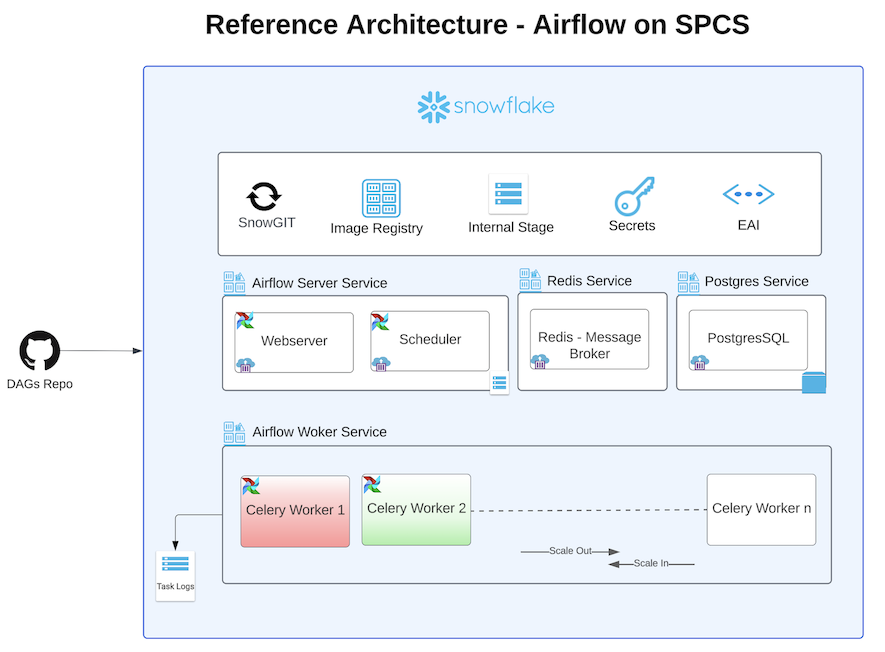 Reference Architecture - Airflow on SPCS
snowflake
SnowGIT
Image Registry
Internal Stage
Secrets
EAI
Airflow Server Service
Redis Service
Postgres Service
Webserver
Scheduler
Redis - Message
Broker
PostgresSQL
DAGs Repo
Airflow Woker Service
Celery Worker 1
Celery Worker 2
Celery Worker n
Scale Out
Scale In
Task Logs